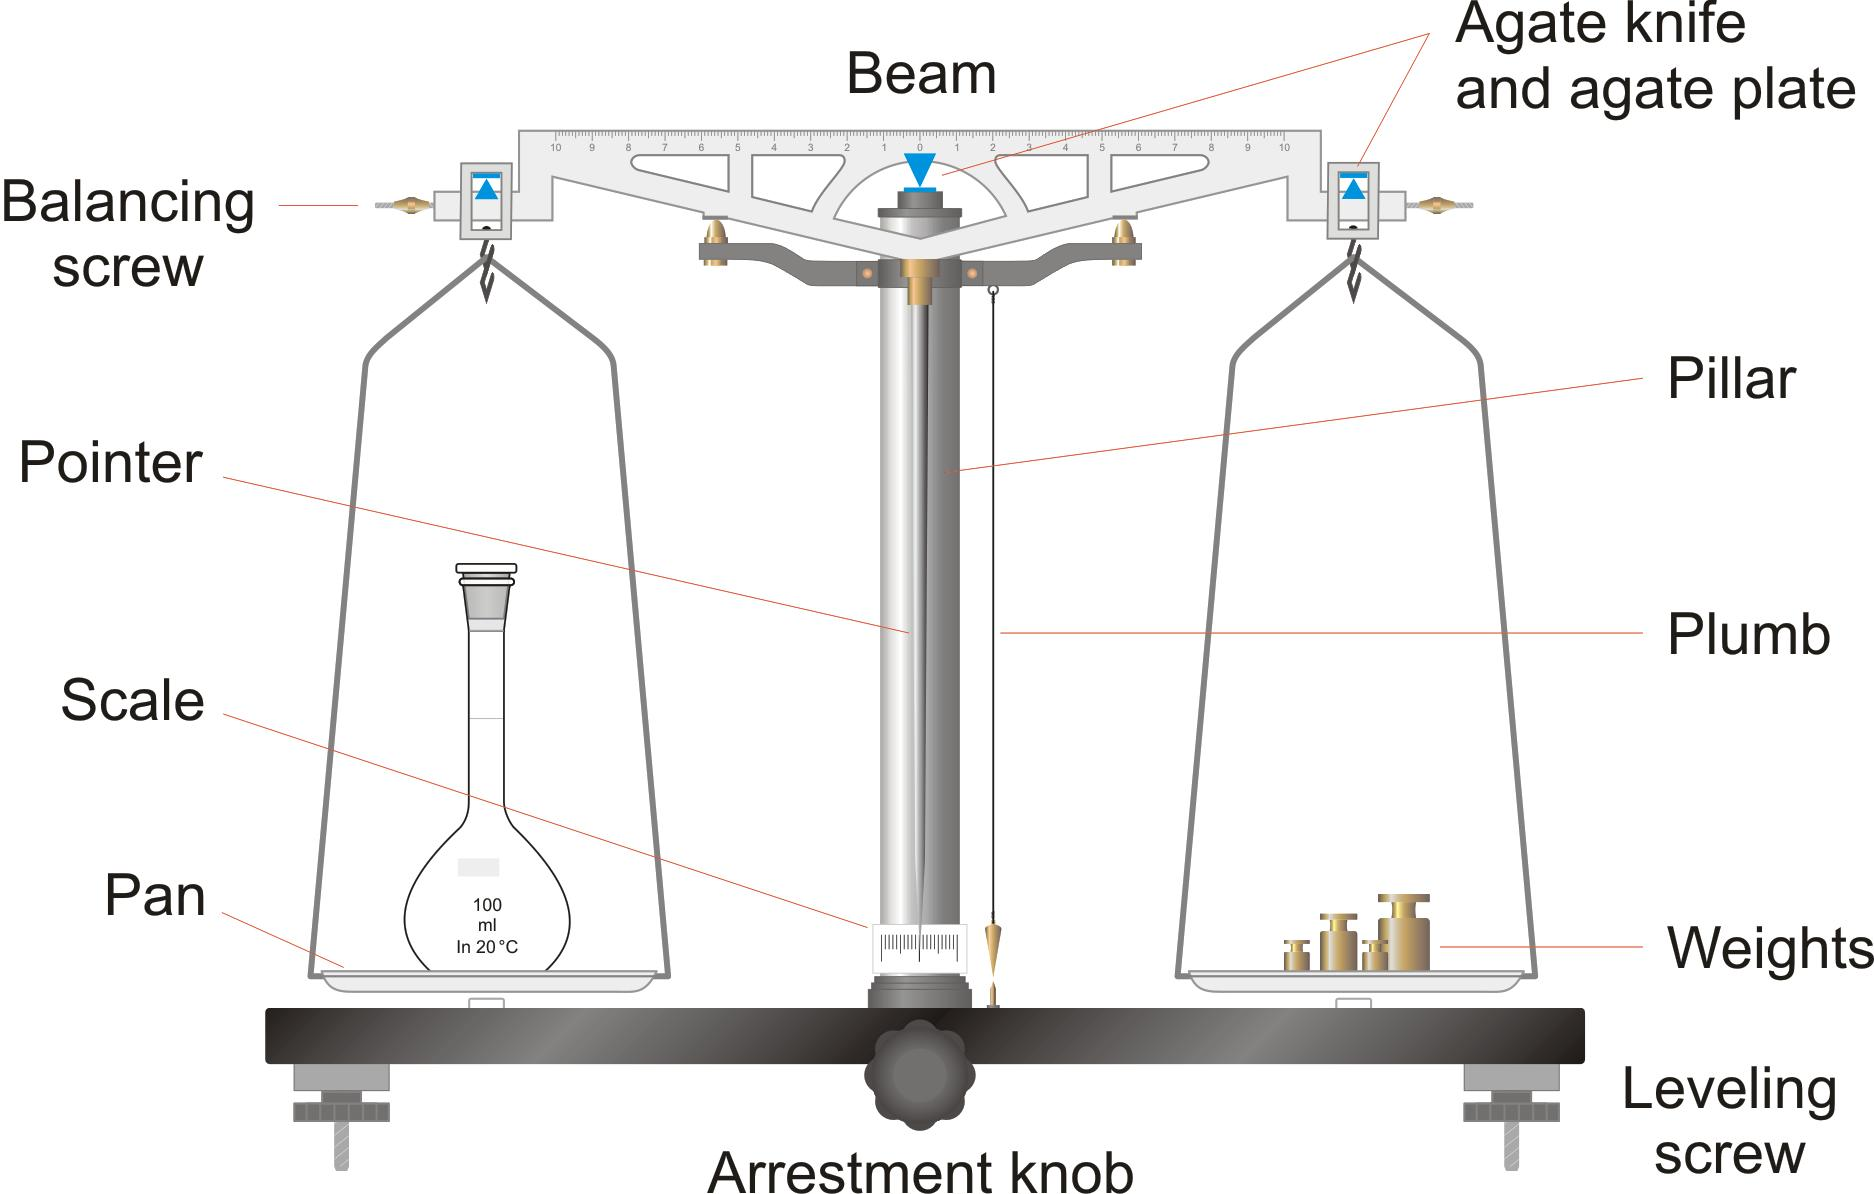 Agate knife
and agate plate
Beam
10 9 8 7 6 5 4 3 2 1 0 1 2 3 4 5 6 7 8 9 10
Balancing
screw
Pillar
Pointer
Plumb
Scale
Pan
100
ml
In 20°C
Weights
Leveling
screw
Arrestment knob